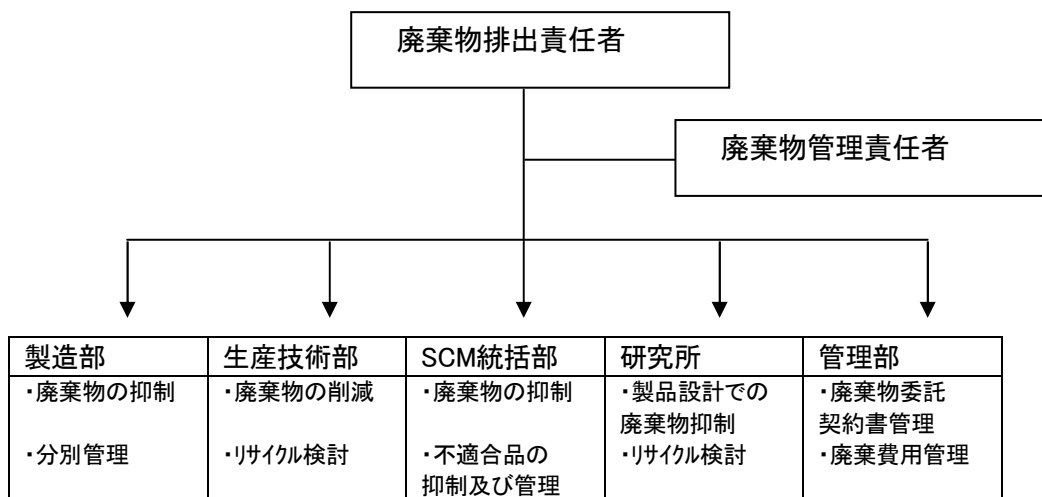 廃棄物排出責任者
廃棄物管理責任者
製造部
・廃棄物の抑制
・分別管理
生産技術部
・廃棄物の削減
・ﾘｻｲｸﾙ検討
SCM統括部
・廃棄物の抑制
・不適合品の
抑制及び管理
研究所
・製品設計での
廃棄物抑制
・ﾘｻｲｸﾙ検討
管理部
・廃棄物委託
契約書管理
・廃棄費用管理